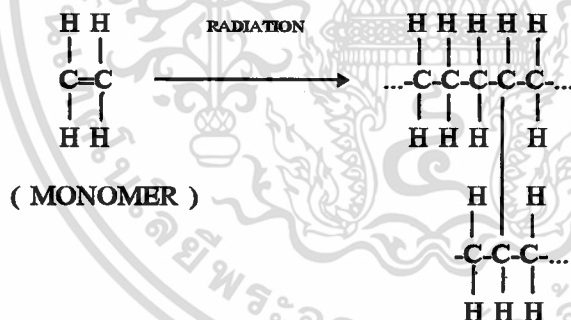 H H RADIATION H H H H H
C=C ...-C-C-C-C-C-...
H H H H H H
( MONOMER ) H H
-C-C-C-...
H H H